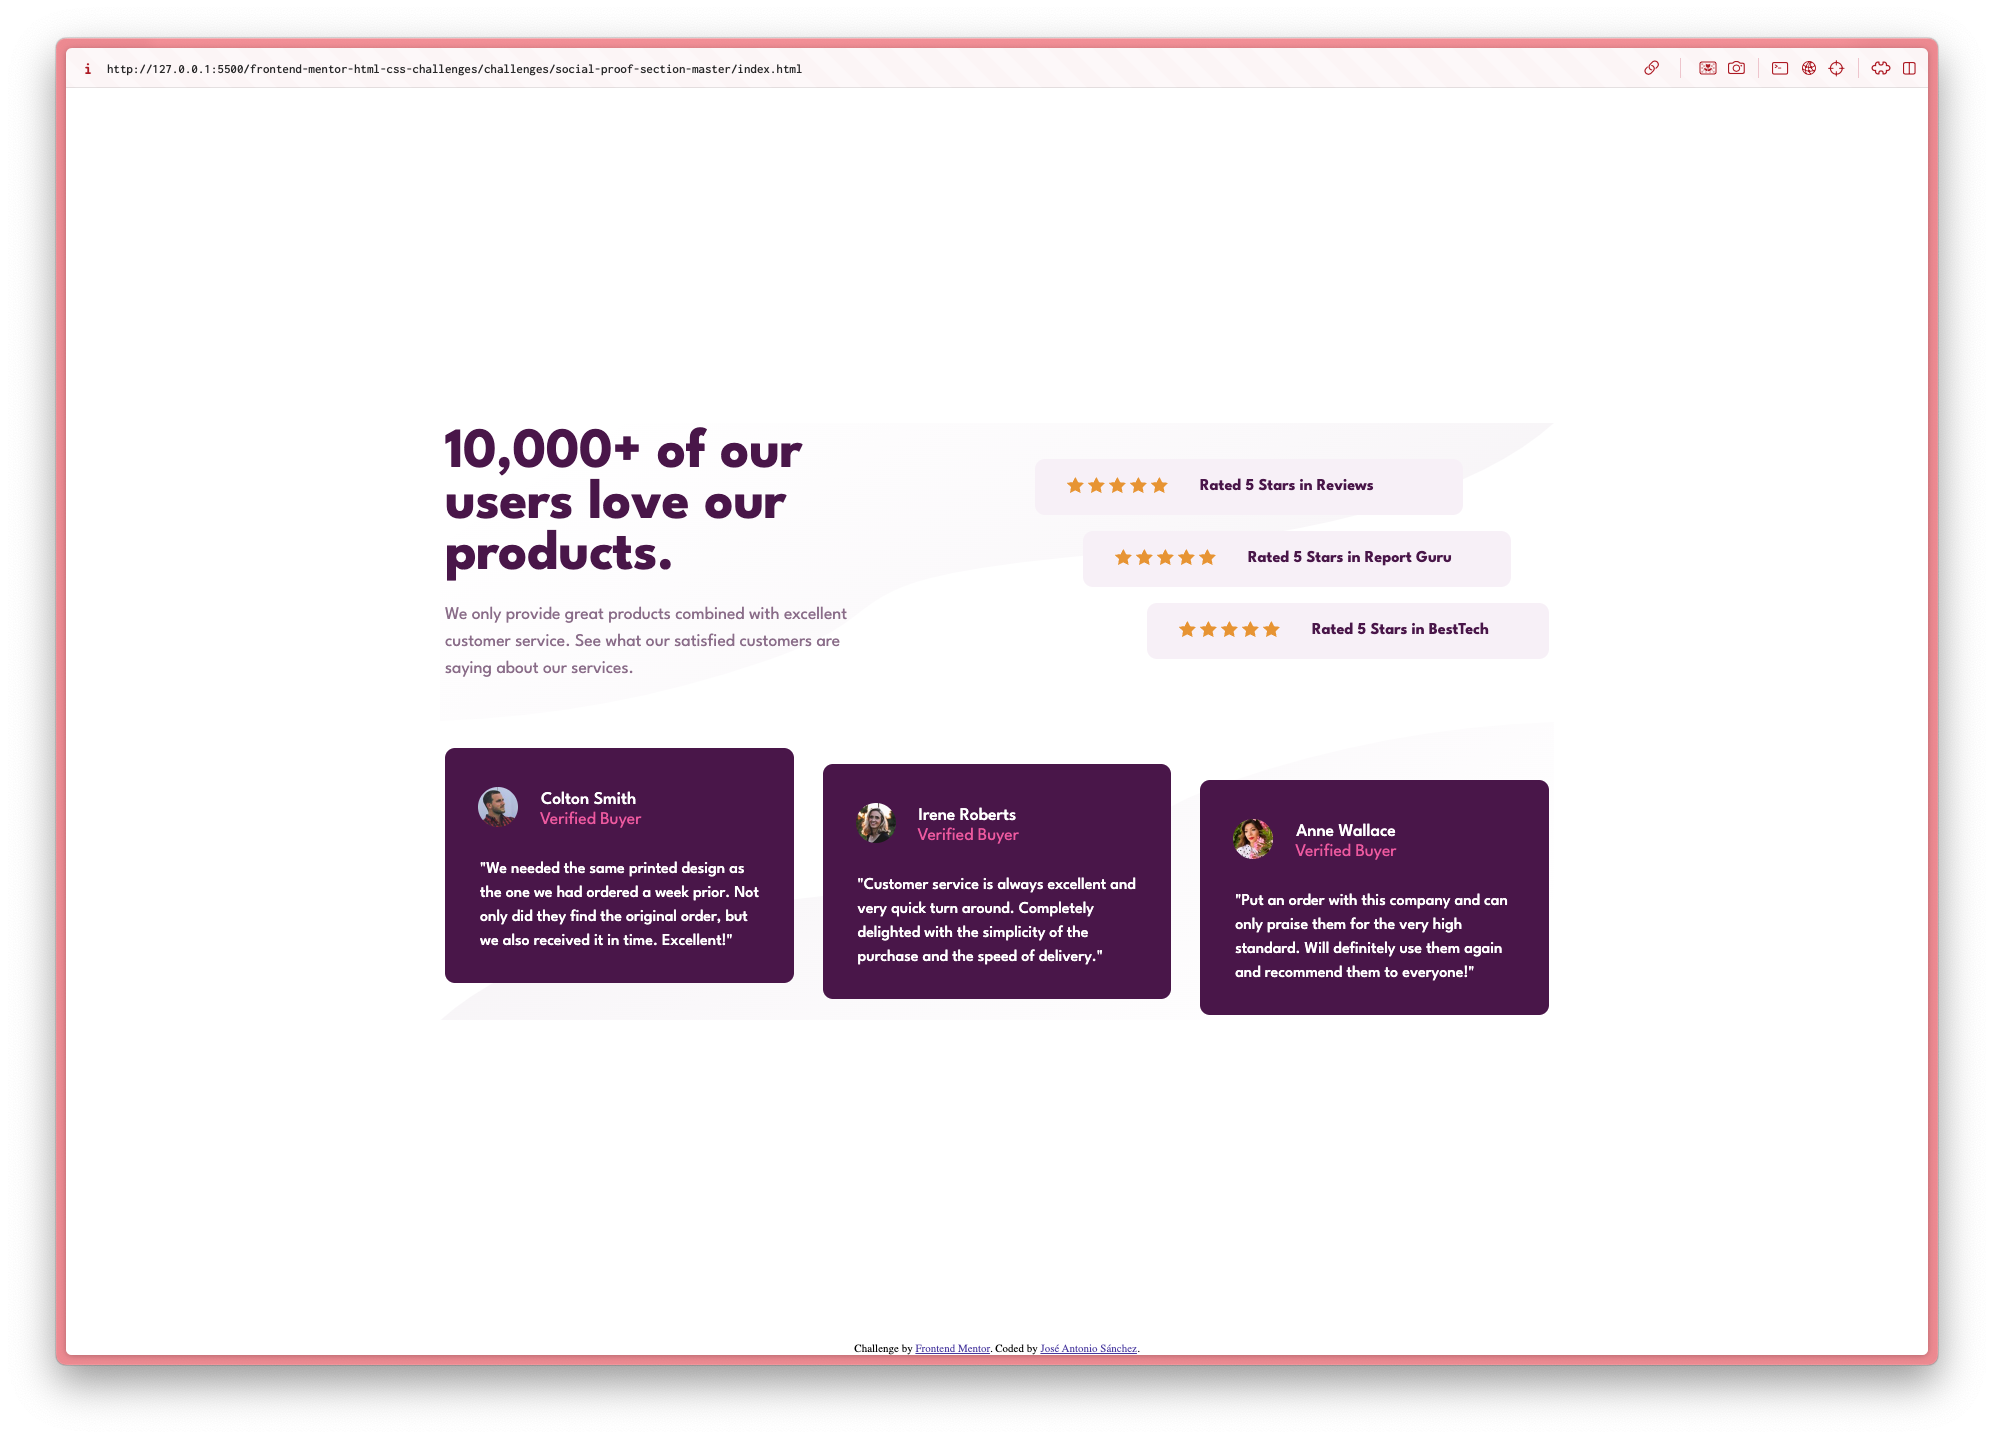 i http://127.0.0.1:5500/frontend-mentor-html-css-challenges/challenges/social-proof-section-master/index.html
10,000+ of our
users love our
products.
We only provide great products combined with excellent
customer service. See what our satisfied customers are
saying about our services.
Rated 5 Stars in Reviews
Rated 5 Stars in Report Guru
Rated 5 Stars in BestTech
Colton Smith
Verified Buyer
"We needed the same printed design as
the one we had ordered a week prior. Not
only did they find the original order, but
we also received it in time. Excellent!"
Irene Roberts
Verified Buyer
"Customer service is always excellent and
very quick turn around. Completely
delighted with the simplicity of the
purchase and the speed of delivery."
Anne Wallace
Verified Buyer
"Put an order with this company and can
only praise them for the very high
standard. Will definitely use them again
and recommend them to everyone!"
Challenge by Frontend Mentor. Coded by José Antonio Sánchez.